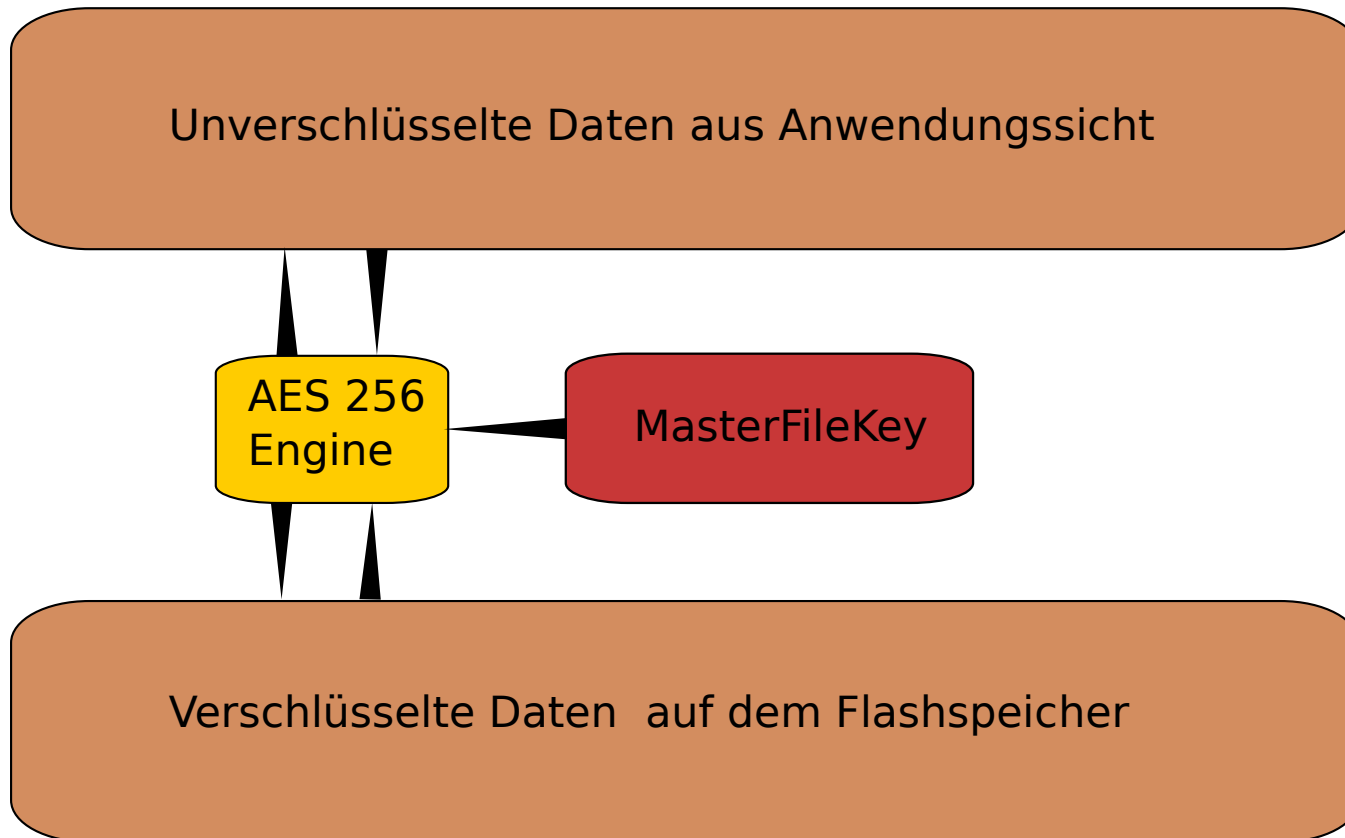 Unverschlüsselte Daten aus Anwendungssicht
AES 256
Engine
MasterFileKey
Verschlüsselte Daten  auf dem Flashspeicher